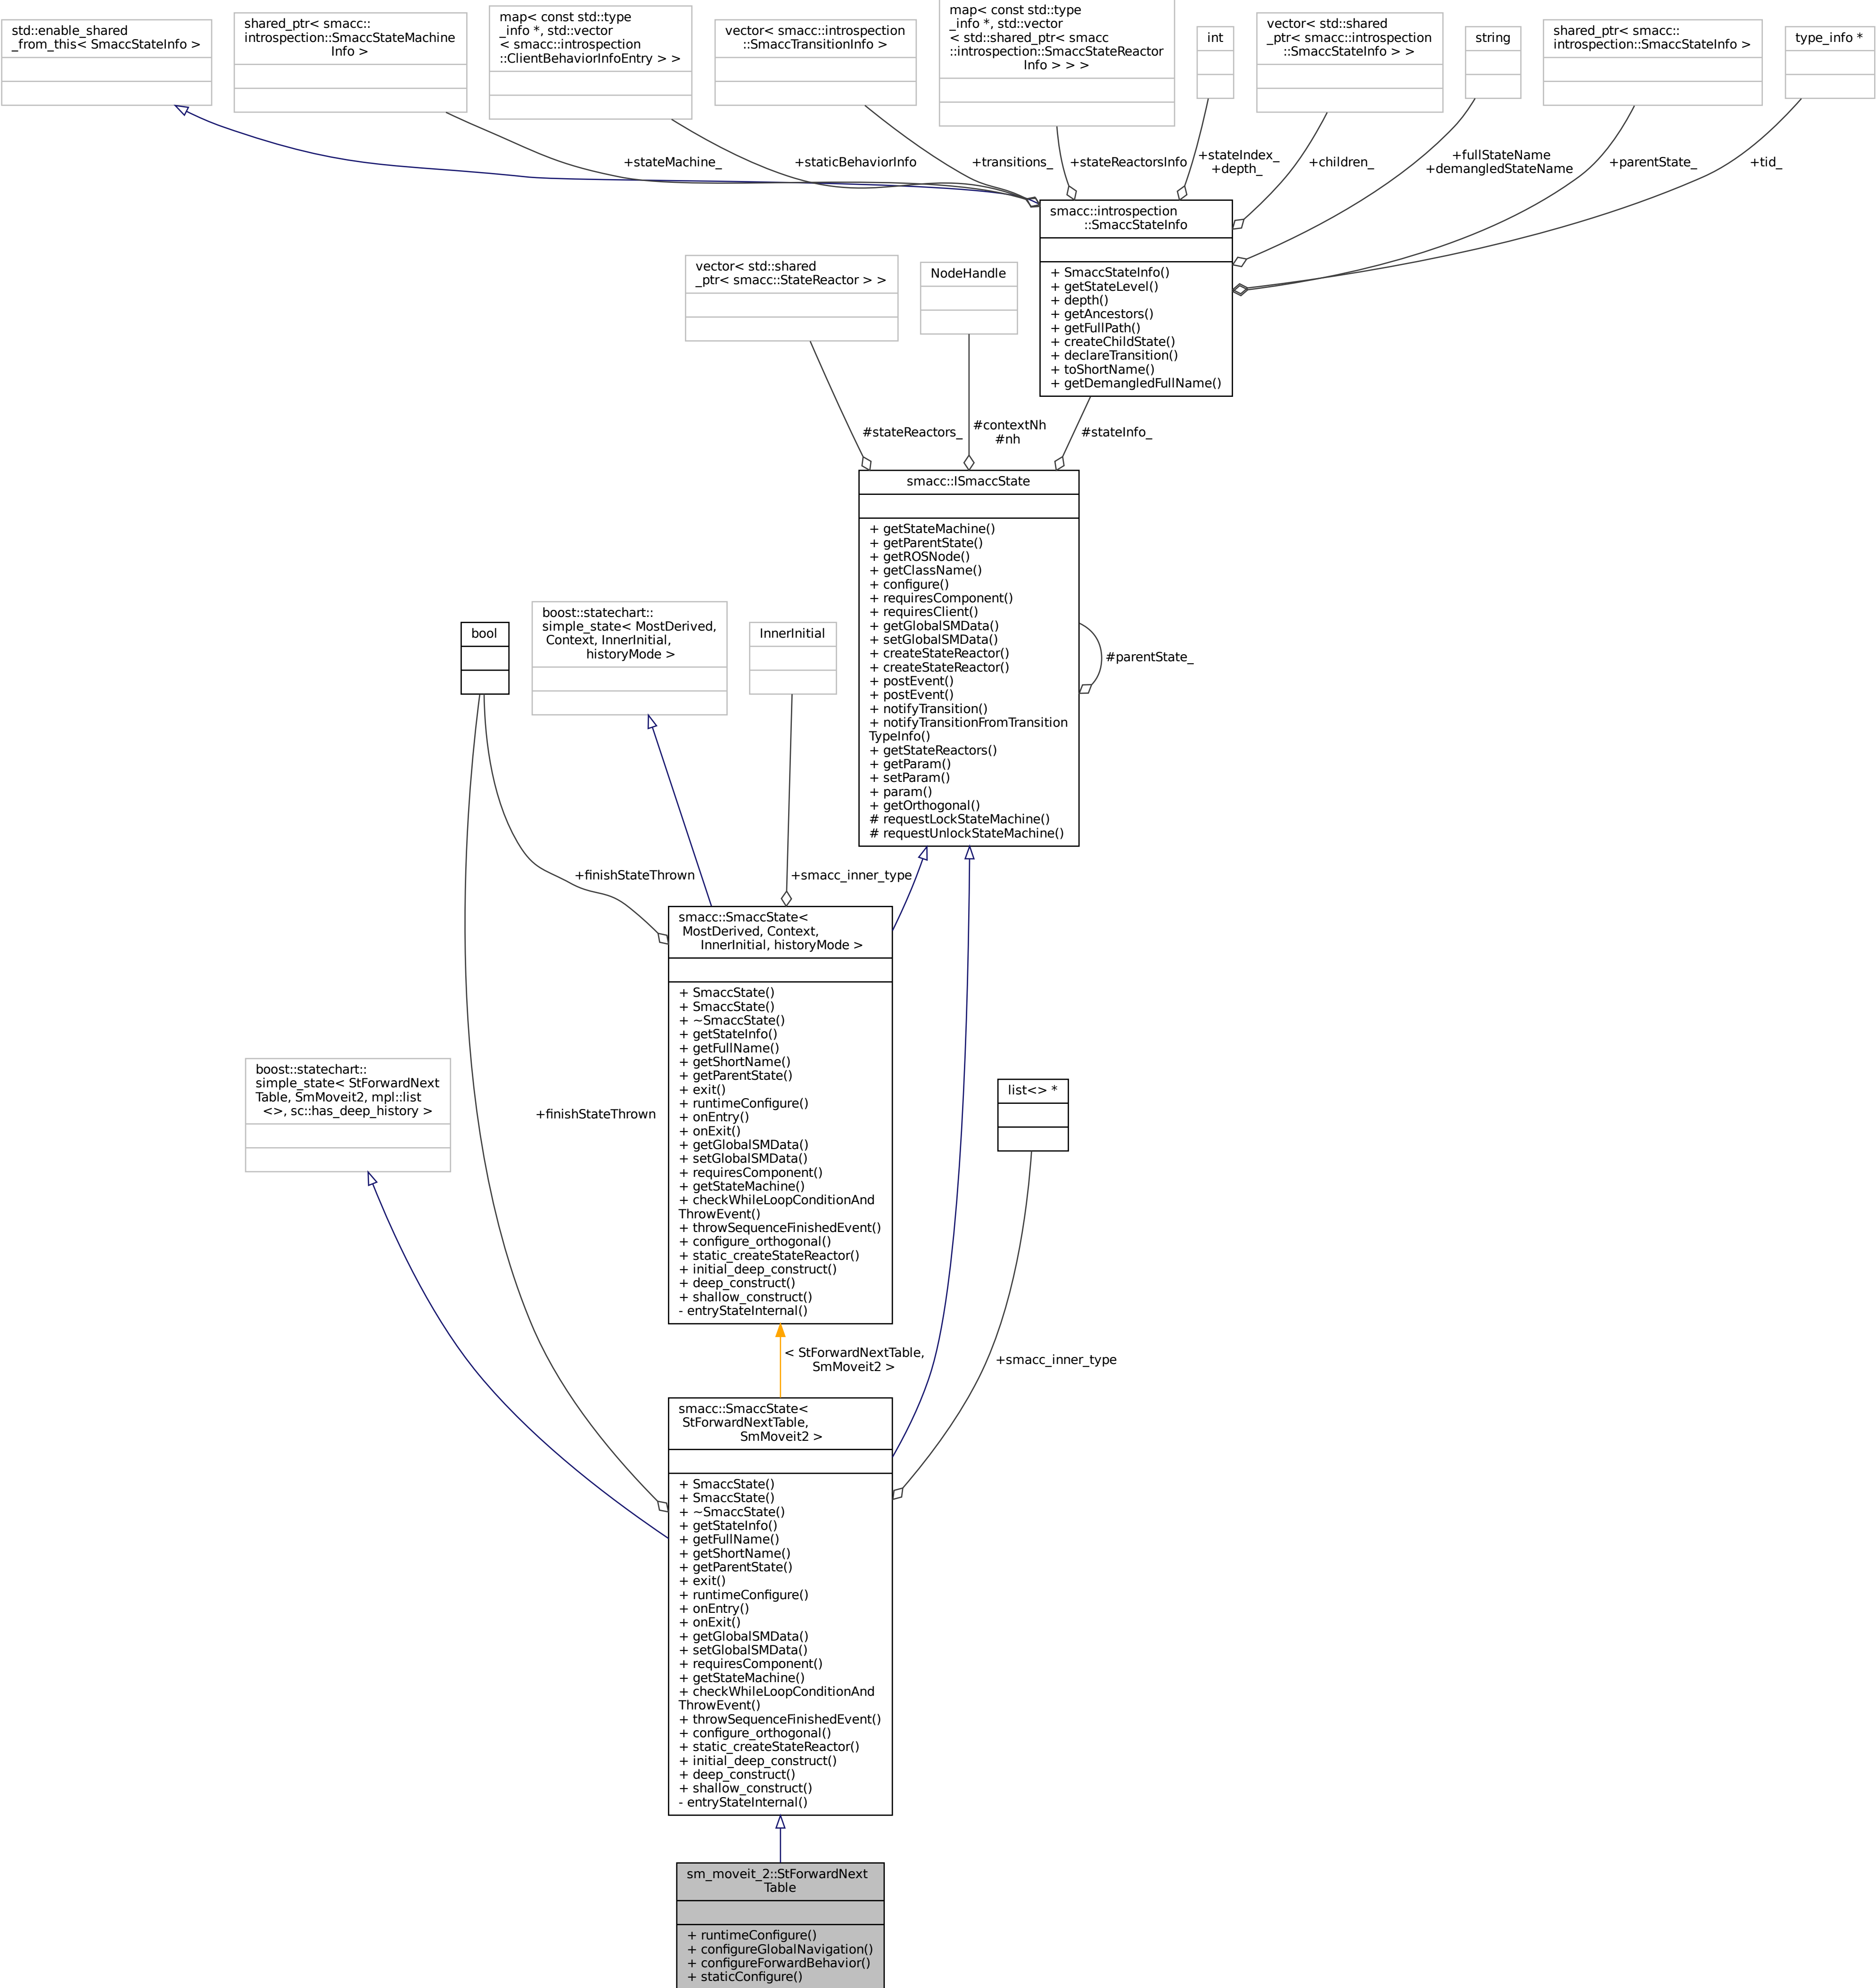 std::enable_shared
_from_this< SmaccStateInfo >
shared_ptr< smacc::
introspection::SmaccStateMachine
Info >
map< const std::type
_info *, std::vector
< smacc::introspection
::ClientBehaviorInfoEntry > >
vector< smacc::introspection
::SmaccTransitionInfo >
map< const std::type
_info *, std::vector
< std::shared_ptr< smacc
::introspection::SmaccStateReactor
Info > > >
int
vector< std::shared
_ptr< smacc::introspection
::SmaccStateInfo > >
string
shared_ptr< smacc::
introspection::SmaccStateInfo >
type_info *
+stateMachine_
+staticBehaviorInfo
+transitions_
+stateReactorsInfo
+stateIndex_
+depth_
+children_
+fullStateName
+demangledStateName
+parentState_
+tid_
smacc::introspection
::SmaccStateInfo
+ SmaccStateInfo()
+ getStateLevel()
+ depth()
+ getAncestors()
+ getFullPath()
+ createChildState()
+ declareTransition()
+ toShortName()
+ getDemangledFullName()
vector< std::shared
_ptr< smacc::StateReactor > >
NodeHandle
#stateReactors_
#contextNh
#nh
#stateInfo_
smacc::ISmaccState
+ getStateMachine()
+ getParentState()
+ getROSNode()
+ getClassName()
+ configure()
+ requiresComponent()
+ requiresClient()
+ getGlobalSMData()
+ setGlobalSMData()
+ createStateReactor()
+ createStateReactor()
+ postEvent()
+ postEvent()
+ notifyTransition()
+ notifyTransitionFromTransition
TypeInfo()
+ getStateReactors()
+ getParam()
+ setParam()
+ param()
+ getOrthogonal()
# requestLockStateMachine()
# requestUnlockStateMachine()
#parentState_
bool
boost::statechart::
simple_state< MostDerived,
Context, InnerInitial,
historyMode >
InnerInitial
+finishStateThrown
+smacc_inner_type
smacc::SmaccState<
MostDerived, Context,
InnerInitial, historyMode >
+ SmaccState()
+ SmaccState()
+ ~SmaccState()
+ getStateInfo()
+ getFullName()
+ getShortName()
+ getParentState()
+ exit()
+ runtimeConfigure()
+ onEntry()
+ onExit()
+ getGlobalSMData()
+ setGlobalSMData()
+ requiresComponent()
+ getStateMachine()
+ checkWhileLoopConditionAnd
ThrowEvent()
+ throwSequenceFinishedEvent()
+ configure_orthogonal()
+ static_createStateReactor()
+ initial_deep_construct()
+ deep_construct()
+ shallow_construct()
- entryStateInternal()
boost::statechart::
simple_state< StForwardNext
Table, SmMoveit2, mpl::list
<>, sc::has_deep_history >
+finishStateThrown
list<> *
< StForwardNextTable,
SmMoveit2 >
+smacc_inner_type
smacc::SmaccState<
StForwardNextTable,
SmMoveit2 >
+ SmaccState()
+ SmaccState()
+ ~SmaccState()
+ getStateInfo()
+ getFullName()
+ getShortName()
+ getParentState()
+ exit()
+ runtimeConfigure()
+ onEntry()
+ onExit()
+ getGlobalSMData()
+ setGlobalSMData()
+ requiresComponent()
+ getStateMachine()
+ checkWhileLoopConditionAnd
ThrowEvent()
+ throwSequenceFinishedEvent()
+ configure_orthogonal()
+ static_createStateReactor()
+ initial_deep_construct()
+ deep_construct()
+ shallow_construct()
- entryStateInternal()
sm_moveit_2::StForwardNext
Table
+ runtimeConfigure()
+ configureGlobalNavigation()
+ configureForwardBehavior()
+ staticConfigure()